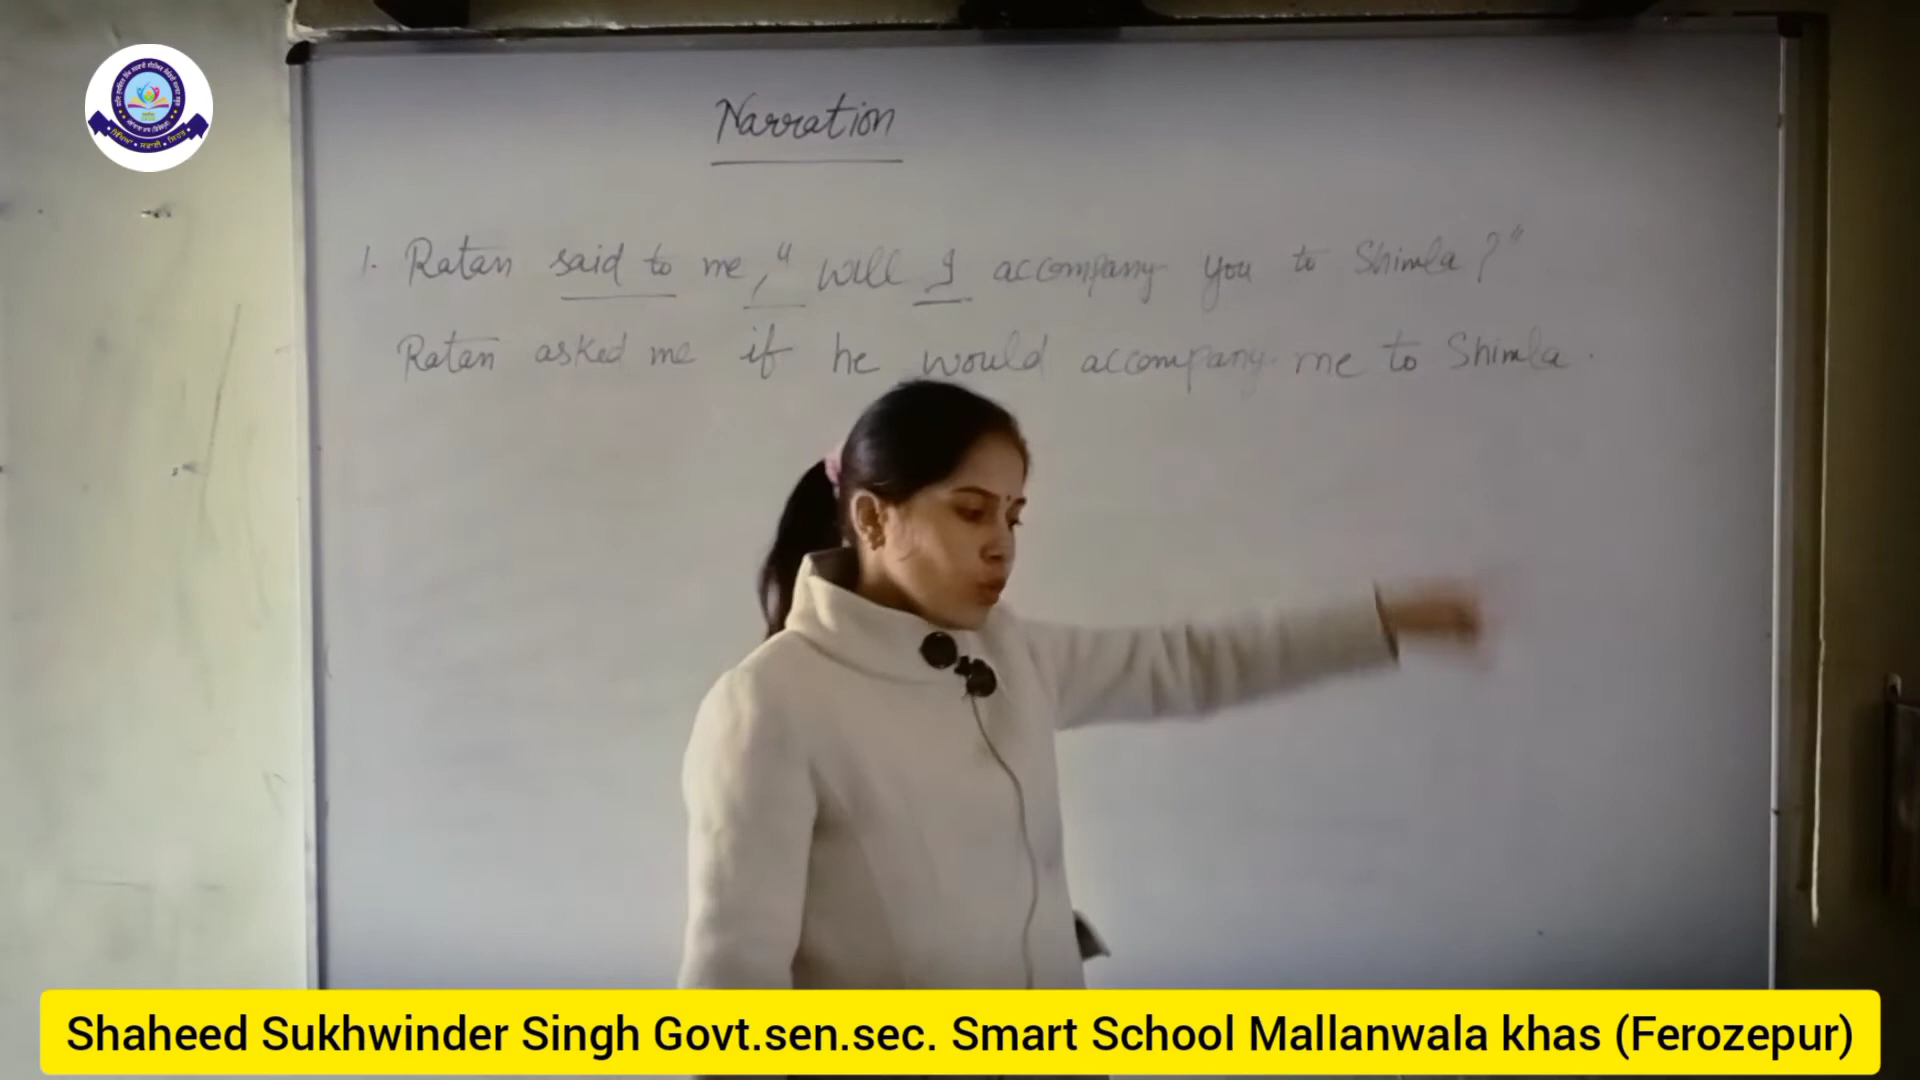 Narration
1. Ratan said to me, " will I accompany you to Shimla ? "
Ratan asked me if he would accompany me to Shimla .
Shaheed Sukhwinder Singh Govt.sen.sec. Smart School Mallanwala khas (Ferozepur)